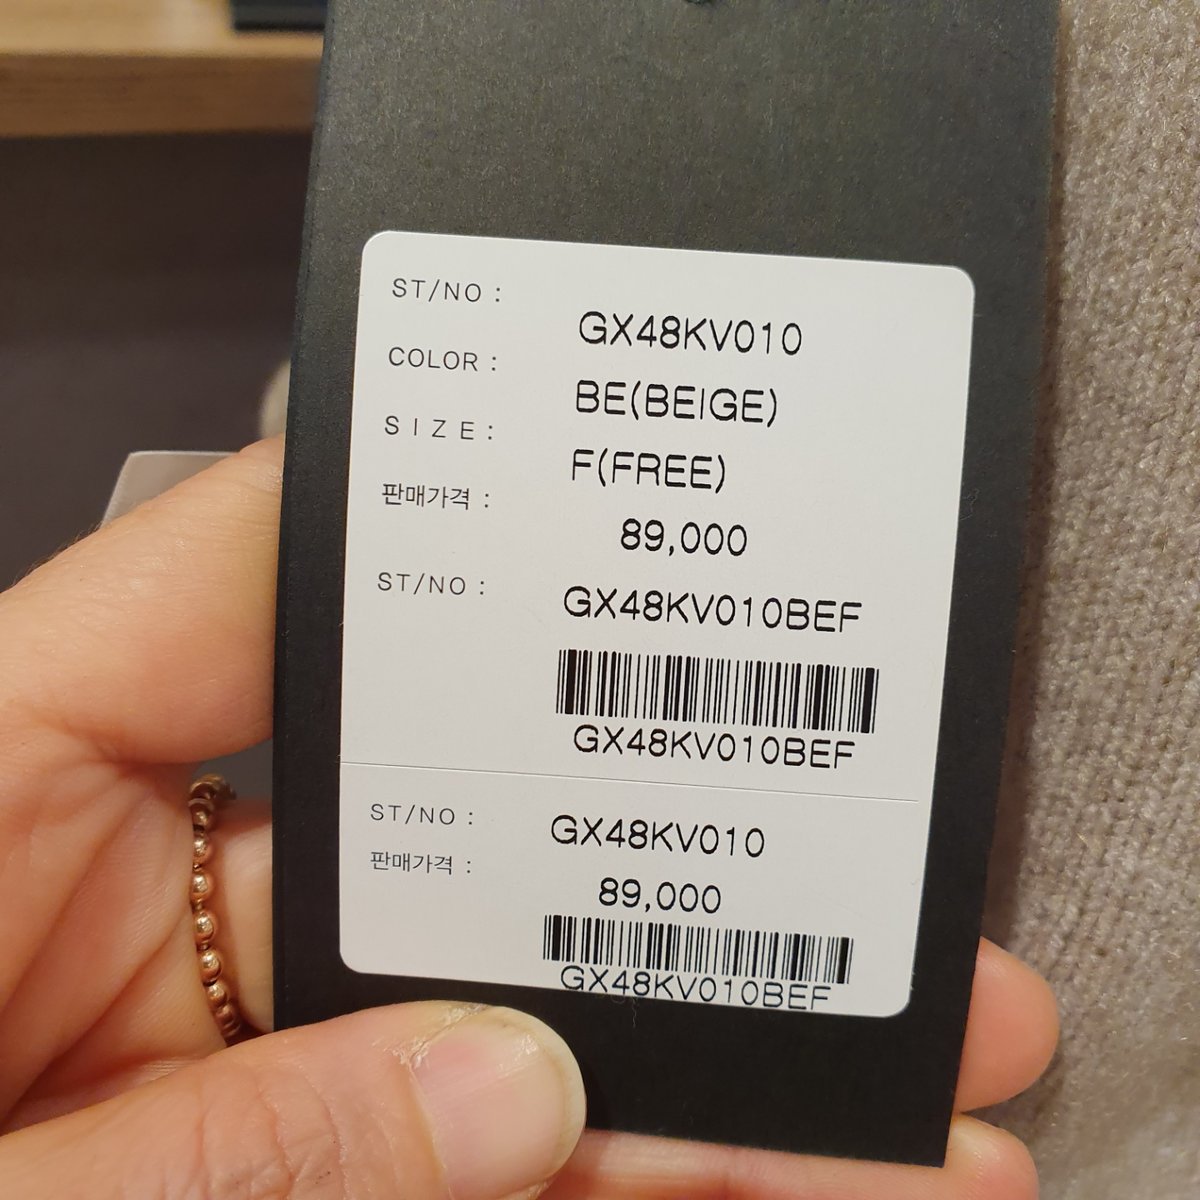 ST/NO : GX48KV010
COLOR : BE(BEIGE)
SIZE : F(FREE)
판매가격 : 89,000
ST/NO : GX48KV010BEF
GX48KV010BEF
ST/NO : GX48KV010
판매가격 : 89,000
GX48KV010BEF